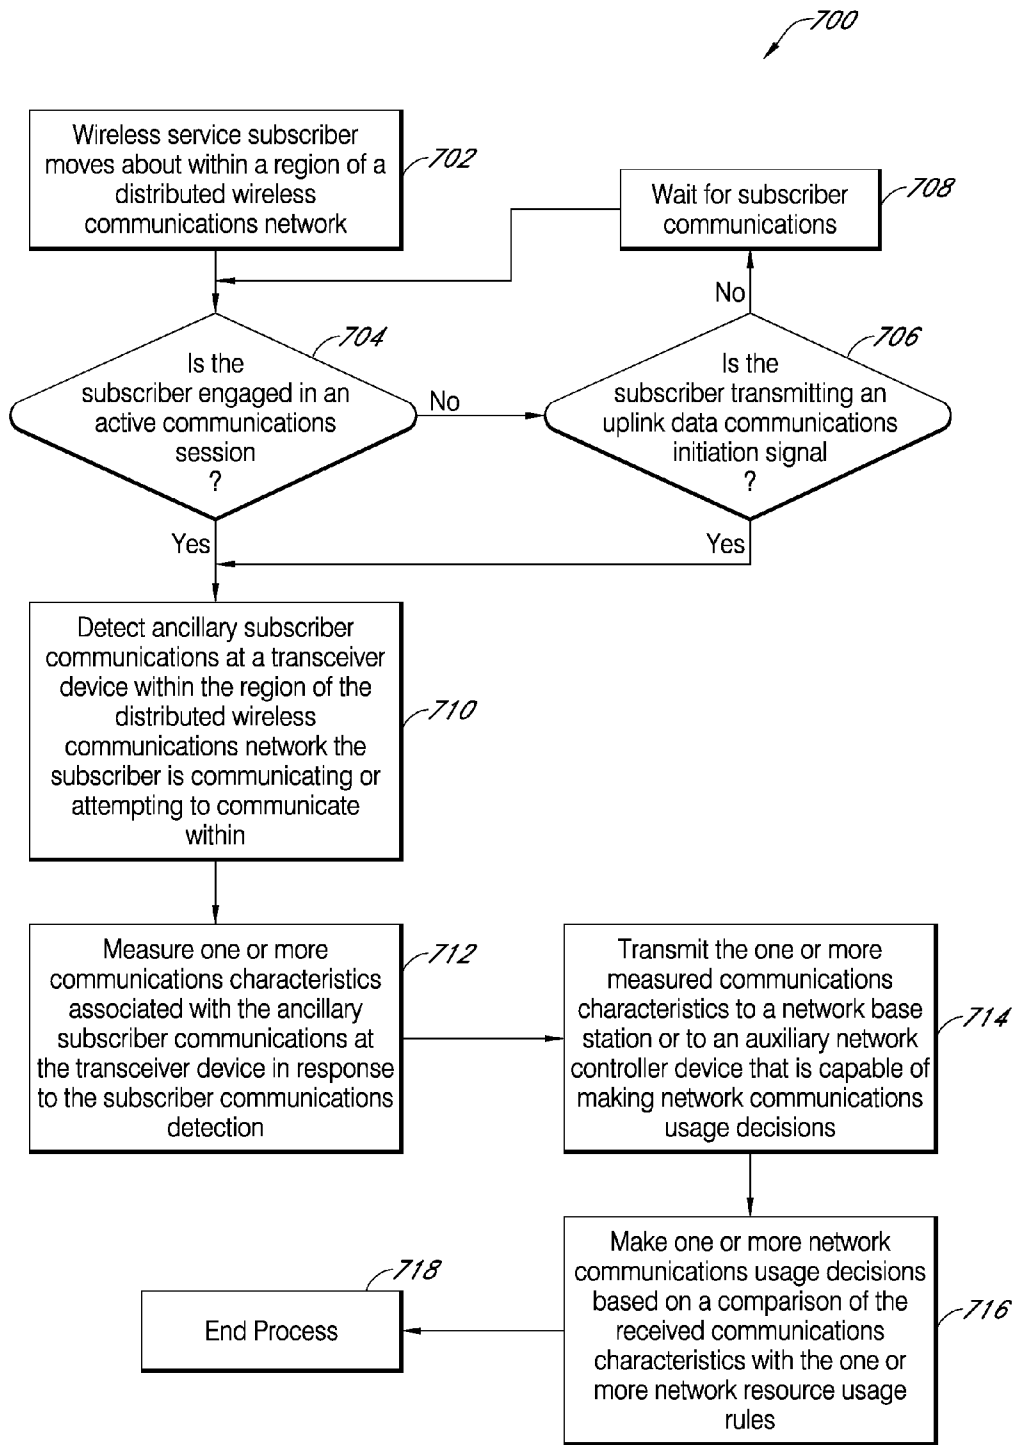 700
Wireless service subscriber
moves about within a region of a
distributed wireless
communications network
702
Wait for subscriber
communications
708
No
704
Is the
subscriber engaged in an
active communications
session
?
No
706
Is the
subscriber transmitting an
uplink data communications
initiation signal
?
Yes
Yes
Detect ancillary subscriber
communications at a transceiver
device within the region of the
distributed wireless
communications network the
subscriber is communicating or
attempting to communicate
within
710
Measure one or more
communications characteristics
associated with the ancillary
subscriber communications at
the transceiver device in response
to the subscriber communications
detection
712
Transmit the one or more
measured communications
characteristics to a network base
station or to an auxiliary network
controller device that is capable of
making network communications
usage decisions
714
Make one or more network
communications usage decisions
based on a comparison of the
received communications
characteristics with the one or
more network resource usage
rules
716
718
End Process